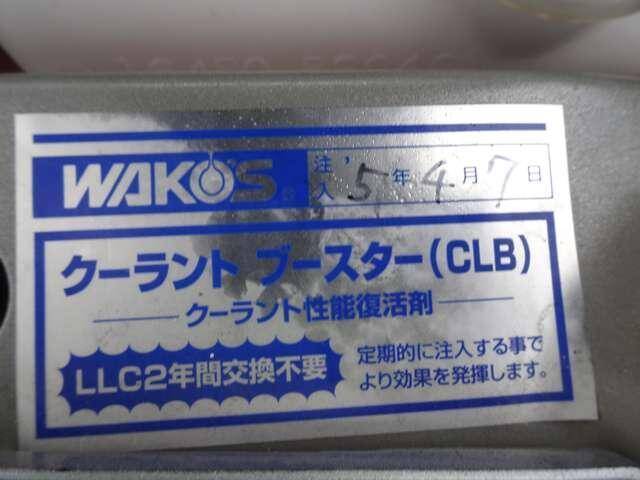 WAKO'S® 注入 '5年4月7日
クーラント ブースター(CLB)
クーラント性能復活剤
LLC2年間交換不要
定期的に注入する事で
より効果を発揮します。